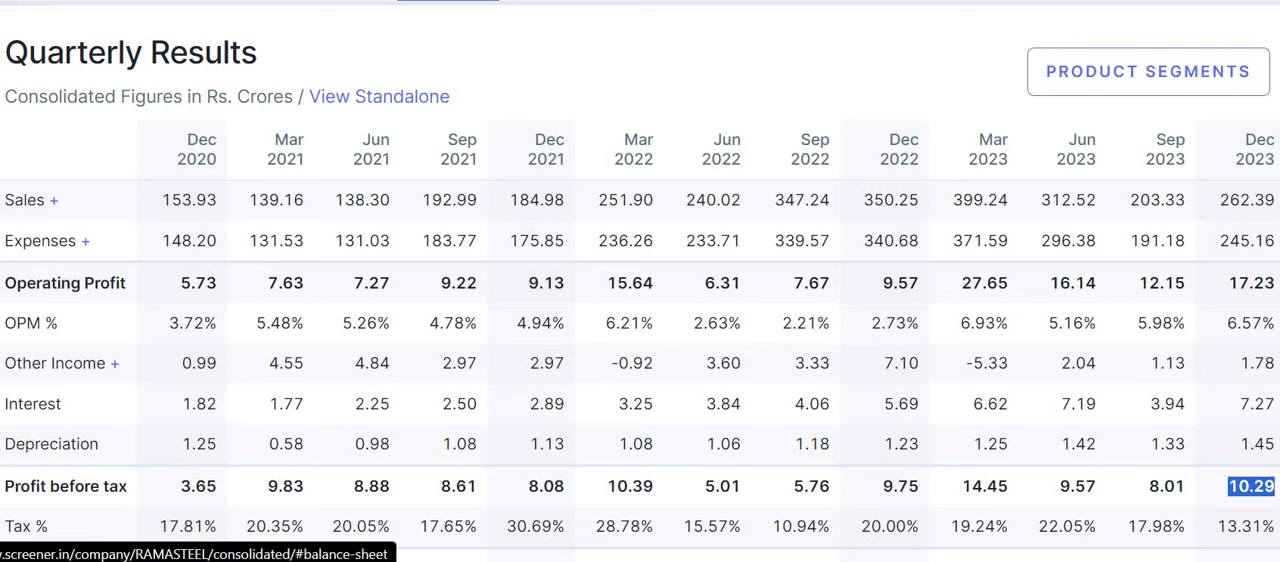 Quarterly Results
PRODUCT SEGMENTS
Consolidated Figures in Rs. Crores / View Standalone
Dec Mar Jun Sep Dec Mar Jun Sep Dec Mar Jun Sep Dec
2020 2021 2021 2021 2021 2022 2022 2022 2022 2023 2023 2023 2023
Sales + 153.93 139.16 138.30 192.99 184.98 251.90 240.02 347.24 350.25 399.24 312.52 203.33 262.39
Expenses + 148.20 131.53 131.03 183.77 175.85 236.26 233.71 339.57 340.68 371.59 296.38 191.18 245.16
Operating Profit 5.73 7.63 7.27 9.22 9.13 15.64 6.31 7.67 9.57 27.65 16.14 12.15 17.23
OPM % 3.72% 5.48% 5.26% 4.78% 4.94% 6.21% 2.63% 2.21% 2.73% 6.93% 5.16% 5.98% 6.57%
Other Income + 0.99 4.55 4.84 2.97 2.97 -0.92 3.60 3.33 7.10 -5.33 2.04 1.13 1.78
Interest 1.82 1.77 2.25 2.50 2.89 3.25 3.84 4.06 5.69 6.62 7.19 3.94 7.27
Depreciation 1.25 0.58 0.98 1.08 1.13 1.08 1.06 1.18 1.23 1.25 1.42 1.33 1.45
Profit before tax 3.65 9.83 8.88 8.61 8.08 10.39 5.01 5.76 9.75 14.45 9.57 8.01 10.29
Tax % 17.81% 20.35% 20.05% 17.65% 30.69% 28.78% 15.57% 10.94% 20.00% 19.24% 22.05% 17.98% 13.31%
.screener.in/company/RAMASTEEL/consolidated/#balance-sheet